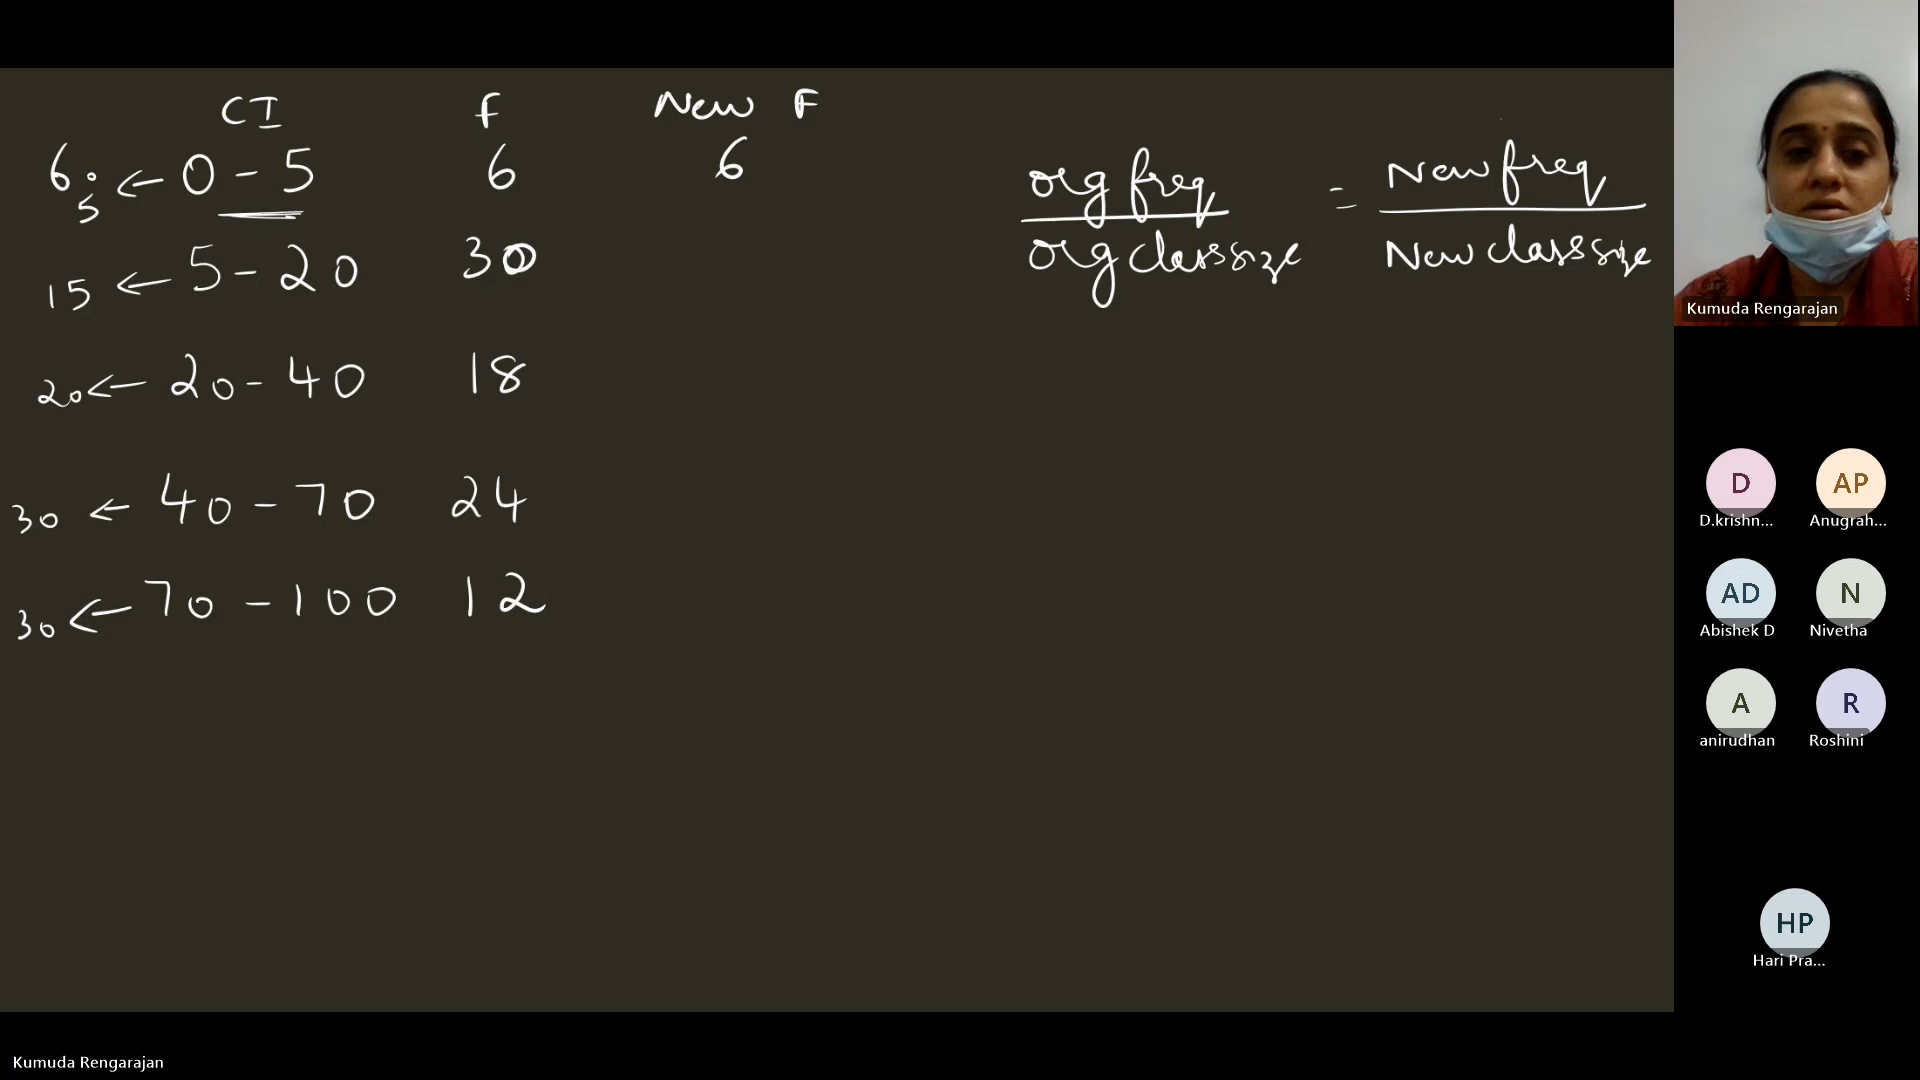 CI F New F
6. 5 ← 0 - 5 6 6
15 ← 5 - 20 30
20 ← 20 - 40 18
30 ← 40 - 70 24
30 ← 70 - 100 12
org freq = New freq
org class size New class size
Kumuda Rengarajan
D AP
D.krishn... Anugrah...
AD N
Abishek D Nivetha
A R
anirudhan Roshini
HP
Hari Pra...
Kumuda Rengarajan